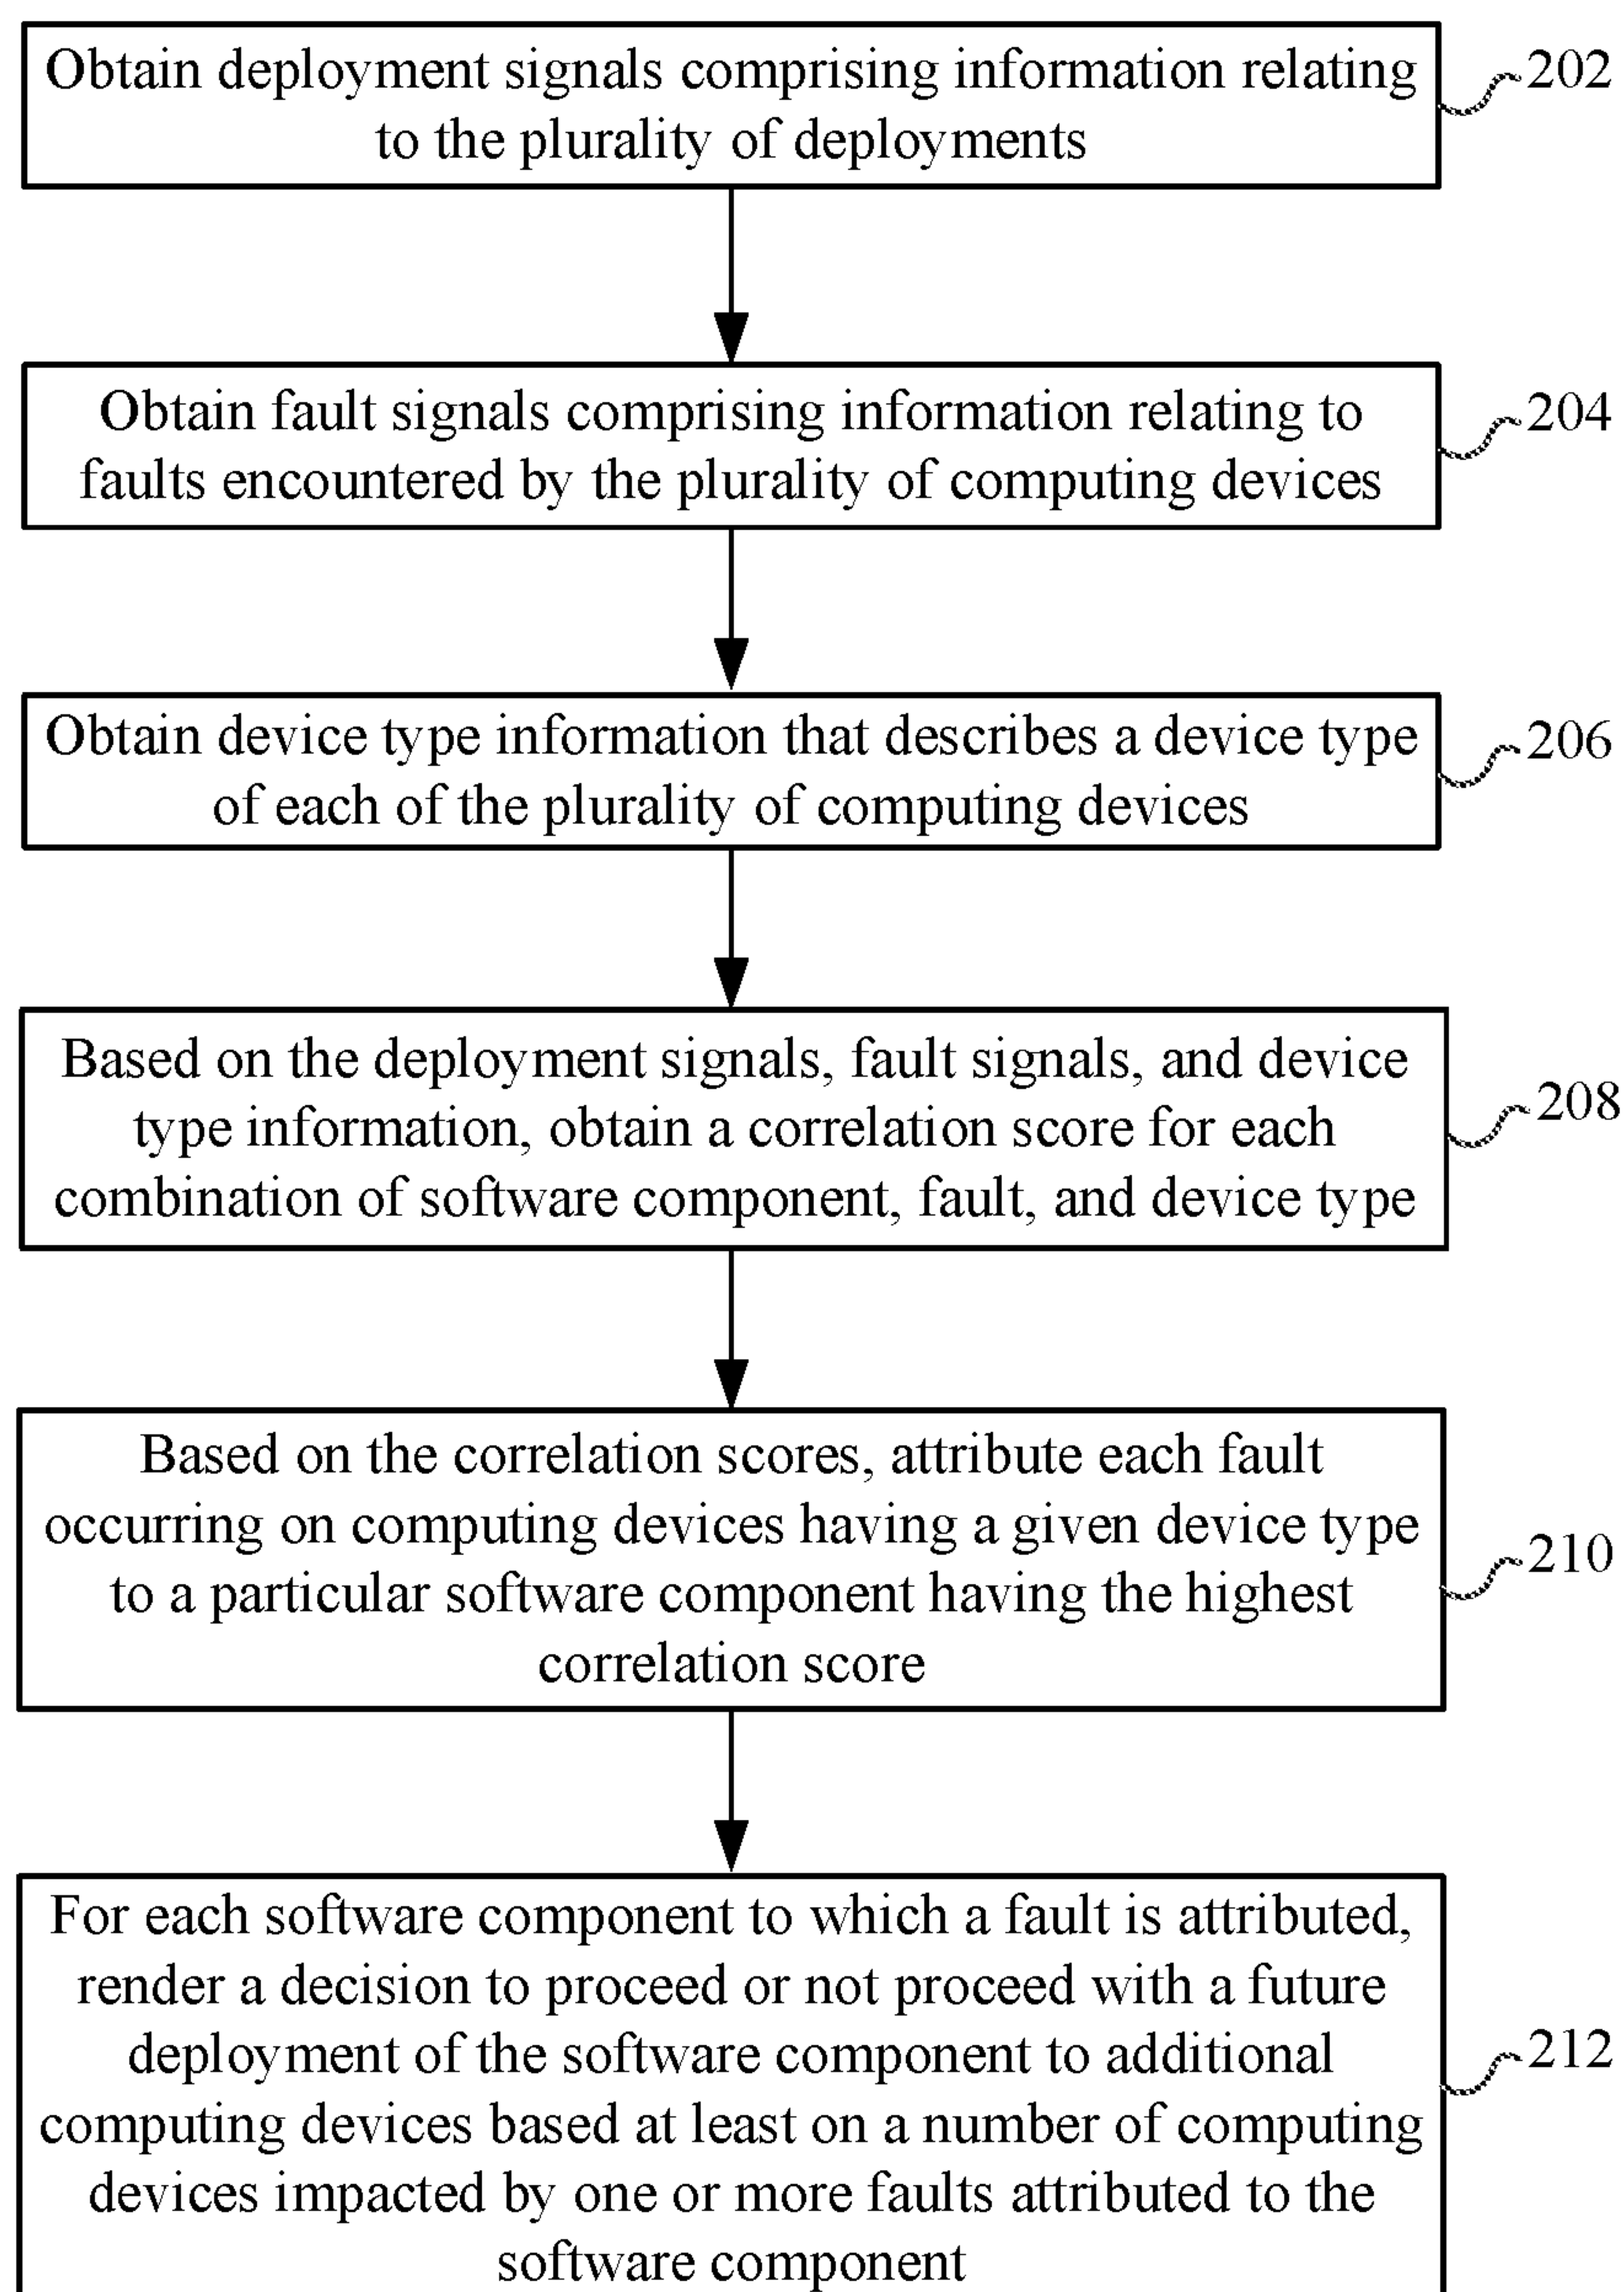 Obtain deployment signals comprising information relating
to the plurality of deployments
202
Obtain fault signals comprising information relating to
faults encountered by the plurality of computing devices
204
Obtain device type information that describes a device type
of each of the plurality of computing devices
206
Based on the deployment signals, fault signals, and device
type information, obtain a correlation score for each
combination of software component, fault, and device type
208
Based on the correlation scores, attribute each fault
occurring on computing devices having a given device type
to a particular software component having the highest
correlation score
210
For each software component to which a fault is attributed,
render a decision to proceed or not proceed with a future
deployment of the software component to additional
computing devices based at least on a number of computing
devices impacted by one or more faults attributed to the
software component
212